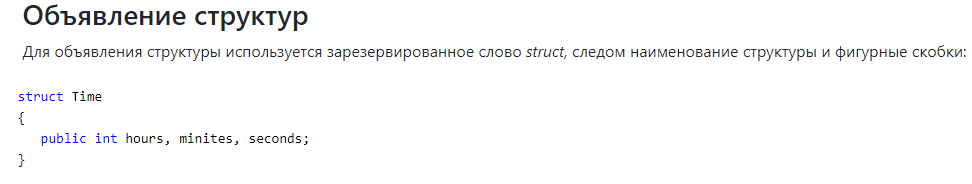 Объявление структур
Для объявления структуры используется зарезервированное слово struct, следом наименование структуры и фигурные скобки:
struct Time
{
public int hours, minites, seconds;
}